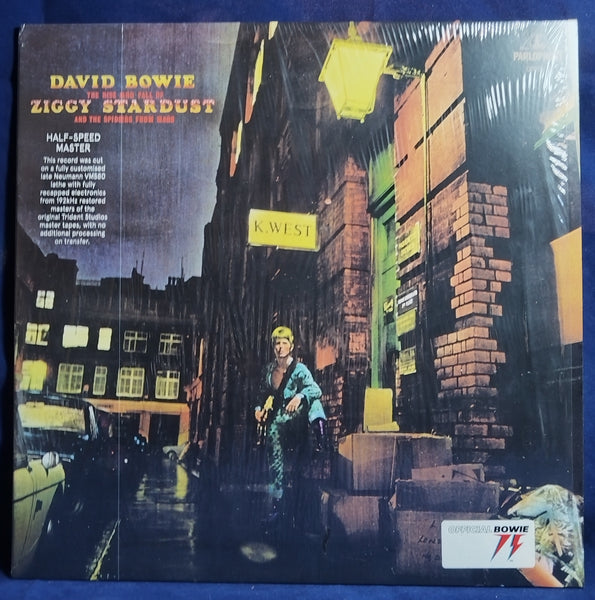 DAVID BOWIE
THE RISE AND FALL OF
ZIGGY STARDUST
AND THE SPIDERS FROM MARS
HALF-SPEED
MASTER
This record was cut
on a fully customised
late Neumann VMS80
lathe with fully
recapped electronics
from 192kHz restored
masters of the
original Trident Studios
master tapes, with no
additional processing
on transfer.
PARLOPHONE
K. WEST
OFFICIAL BOWIE